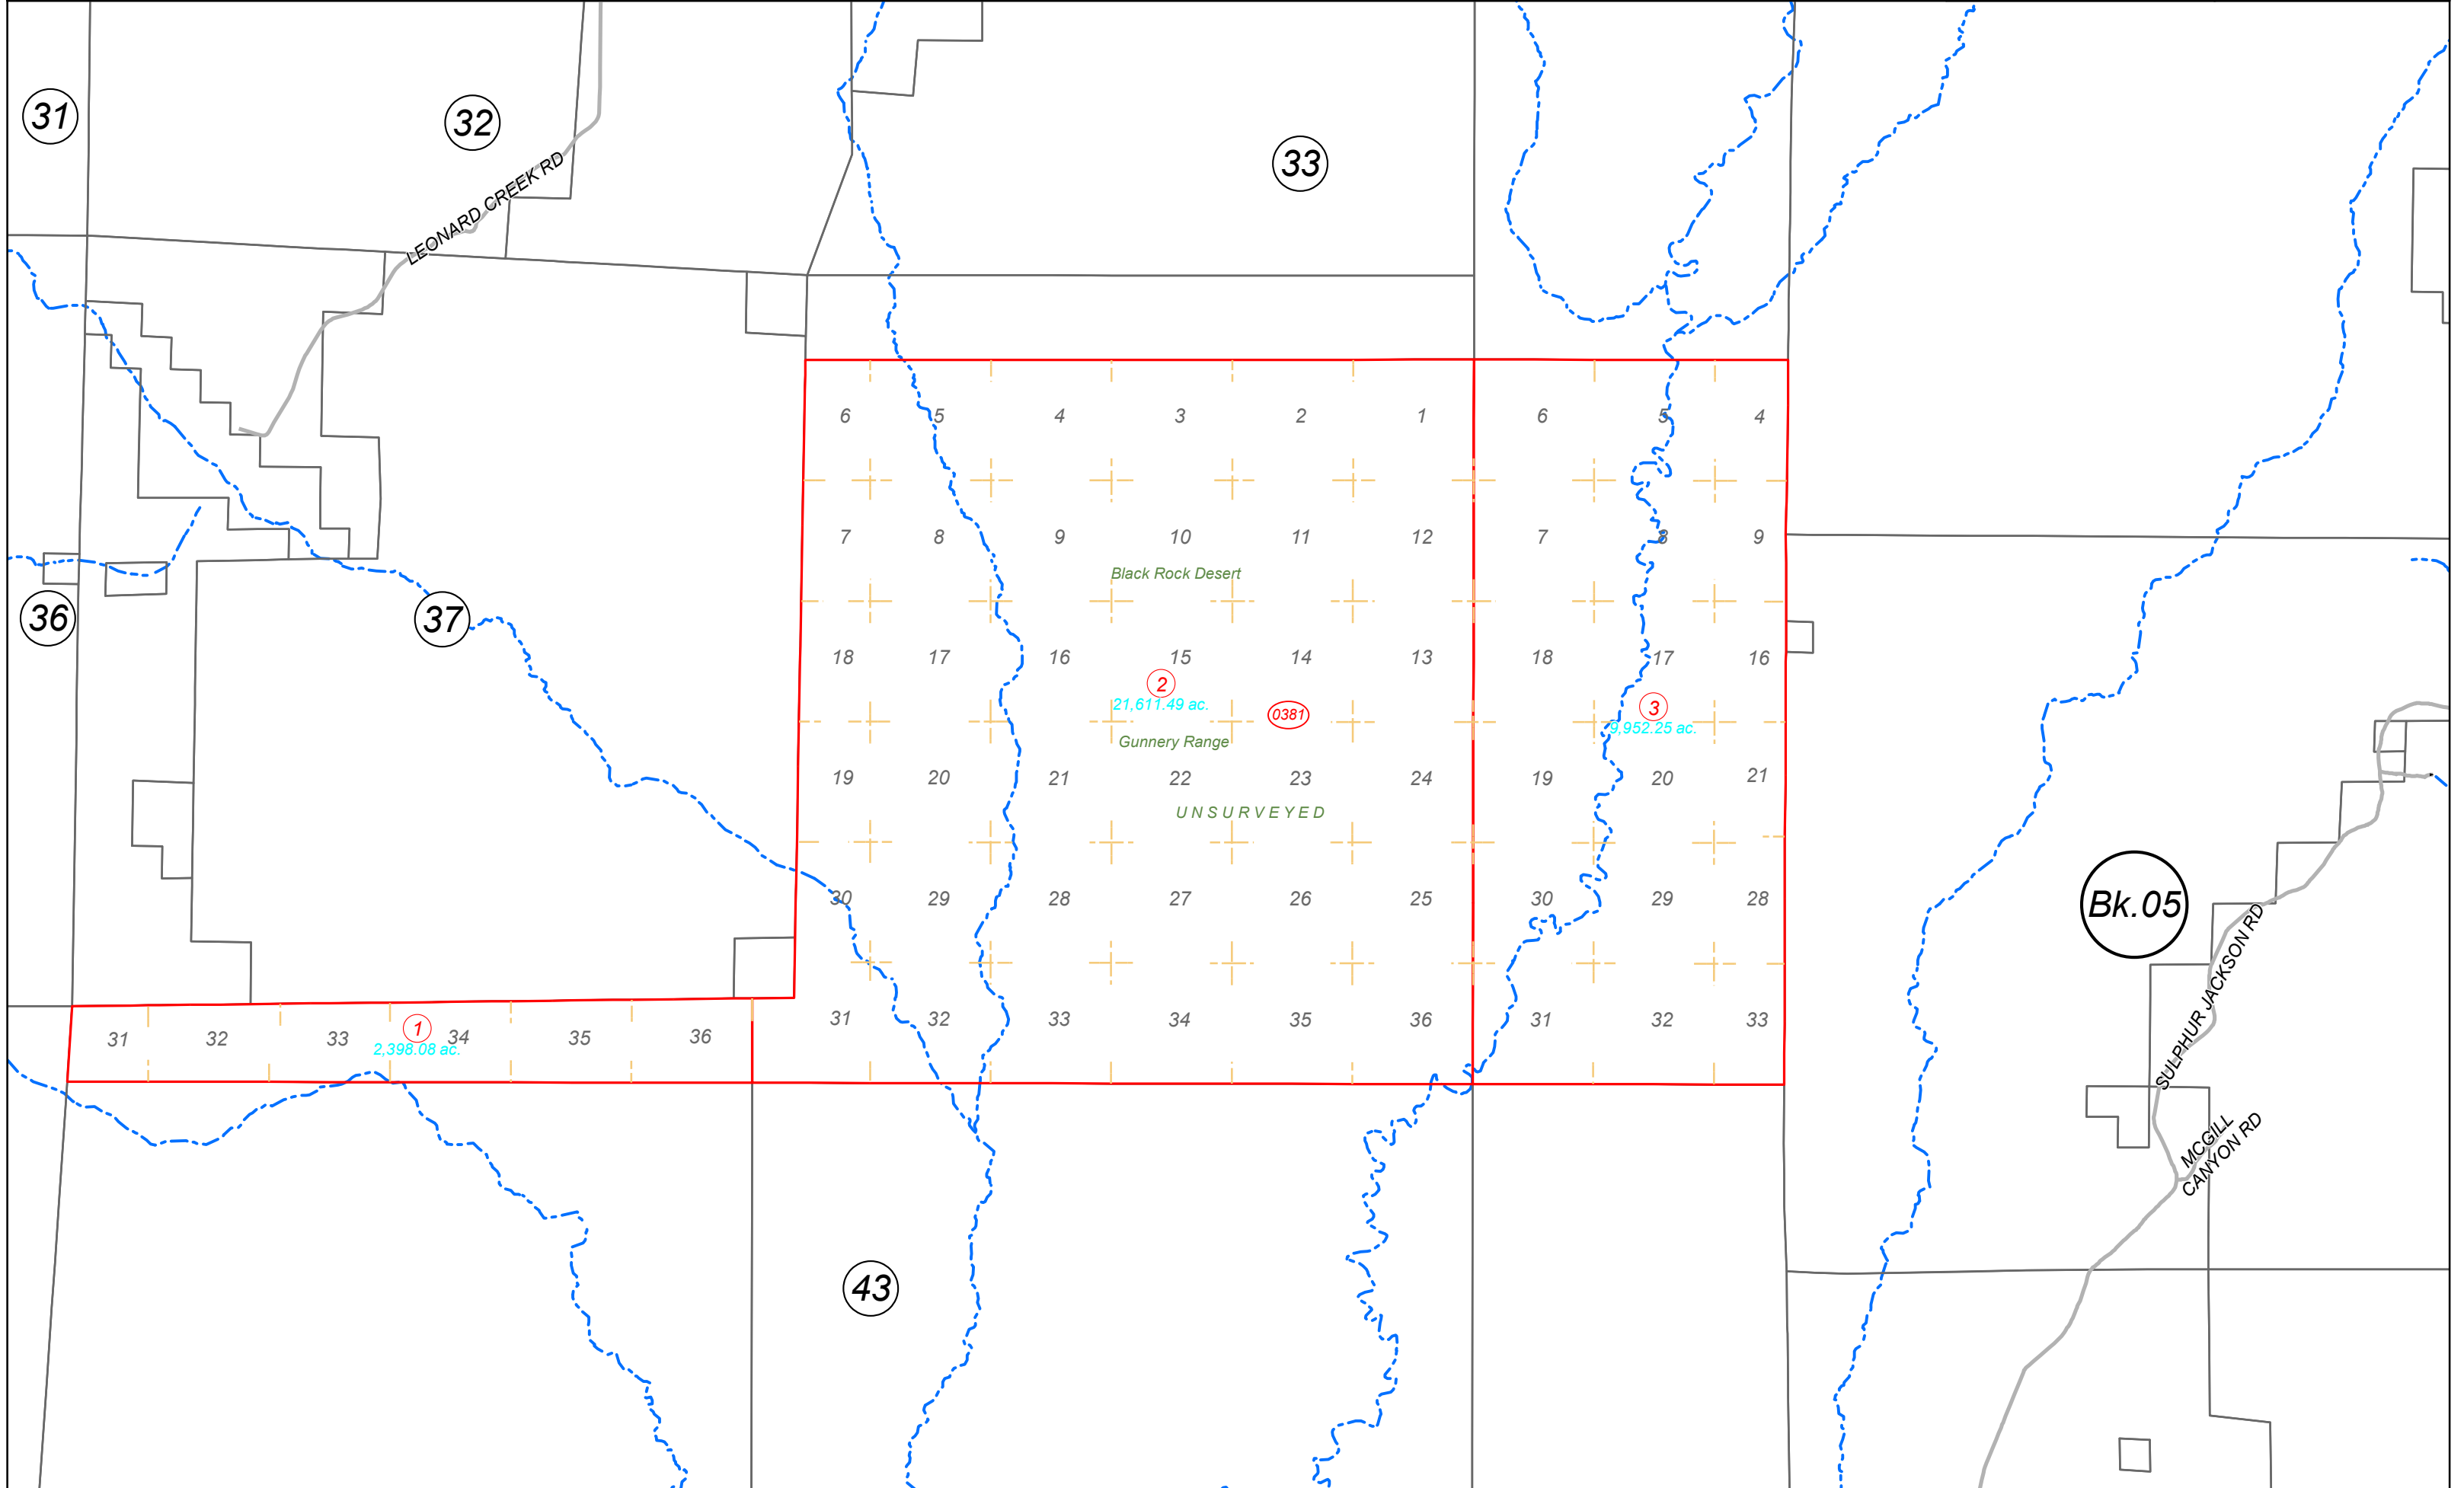 31
32
33
LEONARD CREEK RD
6 5 4 3 2 1 6 5 4
7 8 9 10 11 12 7 8 9
Black Rock Desert
36
37
18 17 16 15 14 13 18 17 16
2
21,611.49 ac.
0381
3
9,952.25 ac.
Gunnery Range
19 20 21 22 23 24 19 20 21
UNSURVEYED
30 29 28 27 26 25 30 29 28
Bk.05
SULPHUR JACKSON RD
31 32 33 34 35 36 31 32 33
31 32 33 34 35 36
1
2,398.08 ac.
MCGILL
CANYON RD
43